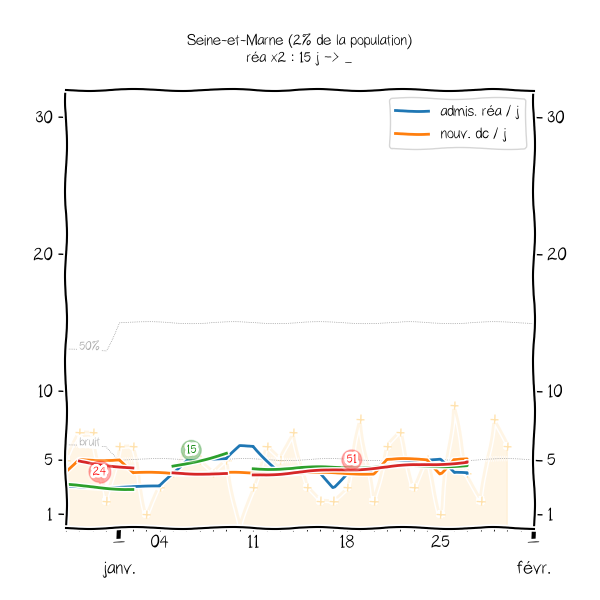 Seine-et-Marne (2% de la population)
réa x2 : 15 j -> _
admis. réa / j
nouv. dc / j
30
30
20
20
50%
10
10
bruit
15
51
24
5
5
1
1
04
11
18
25
janv.
févr.